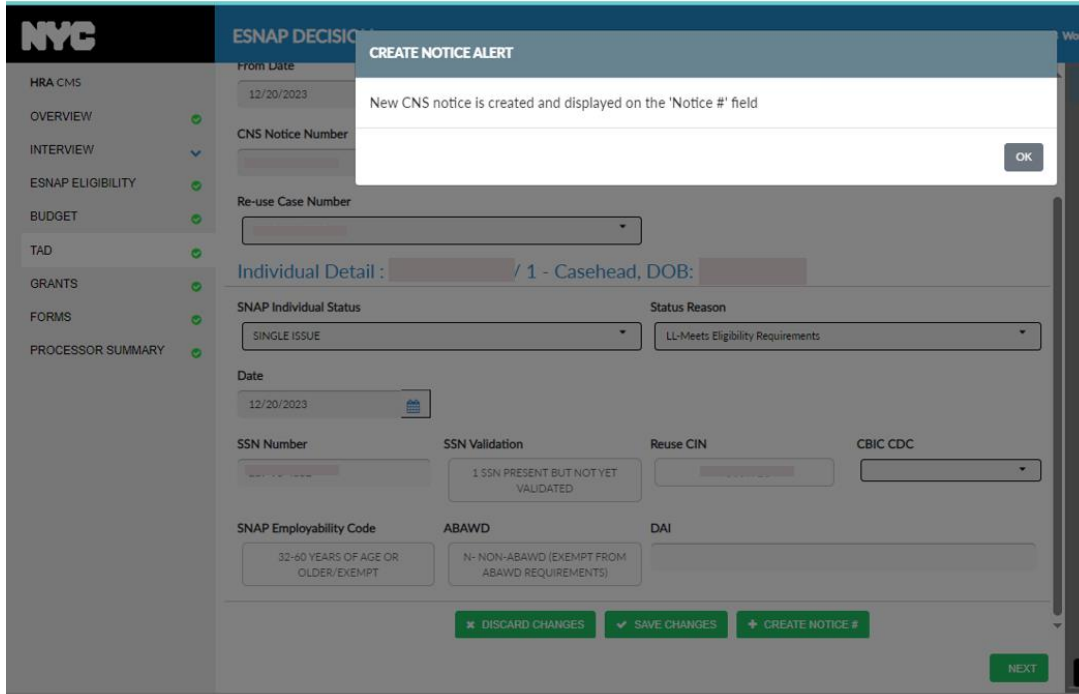 NYC
HRA CMS
OVERVIEW
INTERVIEW
ESNAP ELIGIBILITY
BUDGET
TAD
GRANTS
FORMS
PROCESSOR SUMMARY
ESNAP DECISIO
CREATE NOTICE ALERT
New CNS notice is created and displayed on the 'Notice #' field
OK
From Date
12/20/2023
CNS Notice Number
Re-use Case Number
Individual Detail : / 1 - Casehead, DOB:
SNAP Individual Status Status Reason
SINGLE ISSUE LL-Meets Eligibility Requirements
Date
12/20/2023
SSN Number SSN Validation Reuse CIN CBIC CDC
1 SSN PRESENT BUT NOT YET
VALIDATED
SNAP Employability Code ABAWD DAI
32-60 YEARS OF AGE OR N- NON-ABAWD (EXEMPT FROM
OLDER/EXEMPT ABAWD REQUIREMENTS)
DISCARD CHANGES SAVE CHANGES CREATE NOTICE #
NEXT